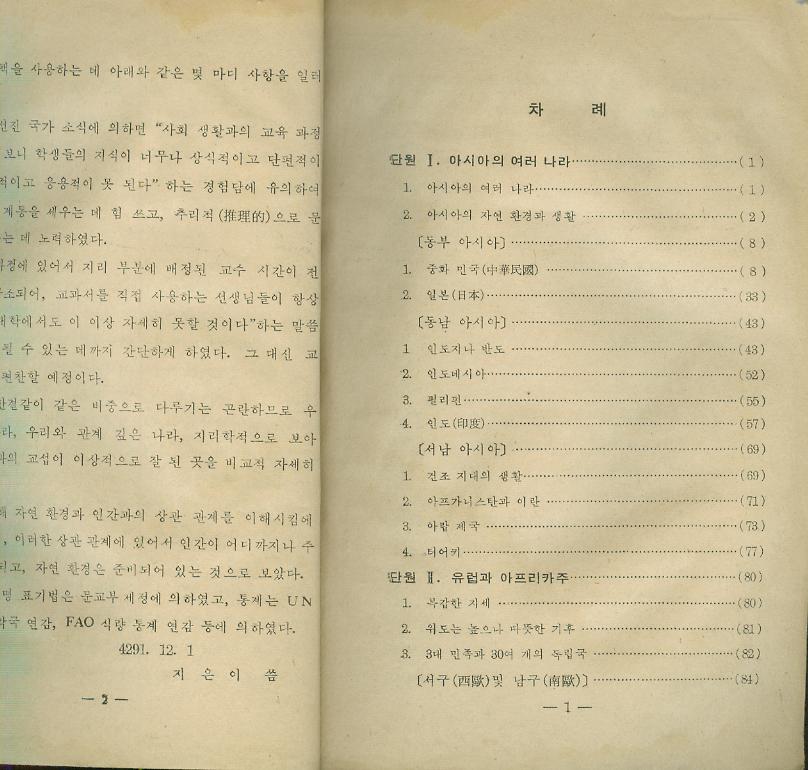 책을 사용하는 데 아래와 같은 몇 마디 사항을 일러
선진 국가 소식에 의하면 “사회 생활과의 교육 과정
보니 학생들의 지식이 너무나 상식적이고 단편적이
적이고 응용적이 못 된다” 하는 경험담에 유의하여
계통을 세우는 데 힘 쓰고, 추리적(推理的)으로 문
는 데 노력하였다.
과정에 있어서 지리 부분에 배정된 교수 시간이 전
소되어, 교과서를 직접 사용하는 선생님들이 항상
대학에서도 이 이상 자세히 못할 것이다”하는 말씀
될 수 있는 데까지 간단하게 하였다. 그 대신 교
편찬할 예정이다.
한결같이 같은 비중으로 다루기는 곤란하므로 우
라, 우리와 관계 깊은 나라, 지리학적으로 보아
과의 교섭이 이상적으로 잘 된 곳을 비교적 자세히
자연 환경과 인간과의 상관 관계를 이해시킴에
, 이러한 상관 관계에 있어서 인간이 어디까지나 주
되고, 자연 환경은 준비되어 있는 것으로 보았다.
명 표기법은 문교부 제정에 의하였고, 통제는 UN
각국 연감, FAO 식량 통계 연감 등에 의하였다.
4291. 12. 1
지 은 이 씀
— 2 —
차 례
단원 Ⅰ. 아시아의 여러 나라……………………(1)
1. 아시아의 여러 나라……………………(1)
2. 아시아의 자연 환경과 생활……………………(2)
〔동부 아시아〕……………………(8)
1. 중화 민국(中華民國)……………………(8)
2. 일본(日本)……………………(33)
〔동남 아시아〕……………………(43)
1 인도지나 반도……………………(43)
2. 인도네시아……………………(52)
3. 필리핀……………………(55)
4. 인도(印度)……………………(57)
〔서남 아시아〕……………………(69)
1. 건조 지대의 생활……………………(69)
2. 아프가니스탄과 이란……………………(71)
3. 아랍 제국……………………(73)
4. 터어키……………………(77)
단원 Ⅱ. 유럽과 아프리카주……………………(80)
1. 복잡한 지세……………………(80)
2. 위도는 높으나 따뜻한 기후……………………(81)
3. 3대 민족과 30여 개의 독립국……………………(82)
〔서구(西歐)및 남구(南歐)〕……………………(84)
— 1 —